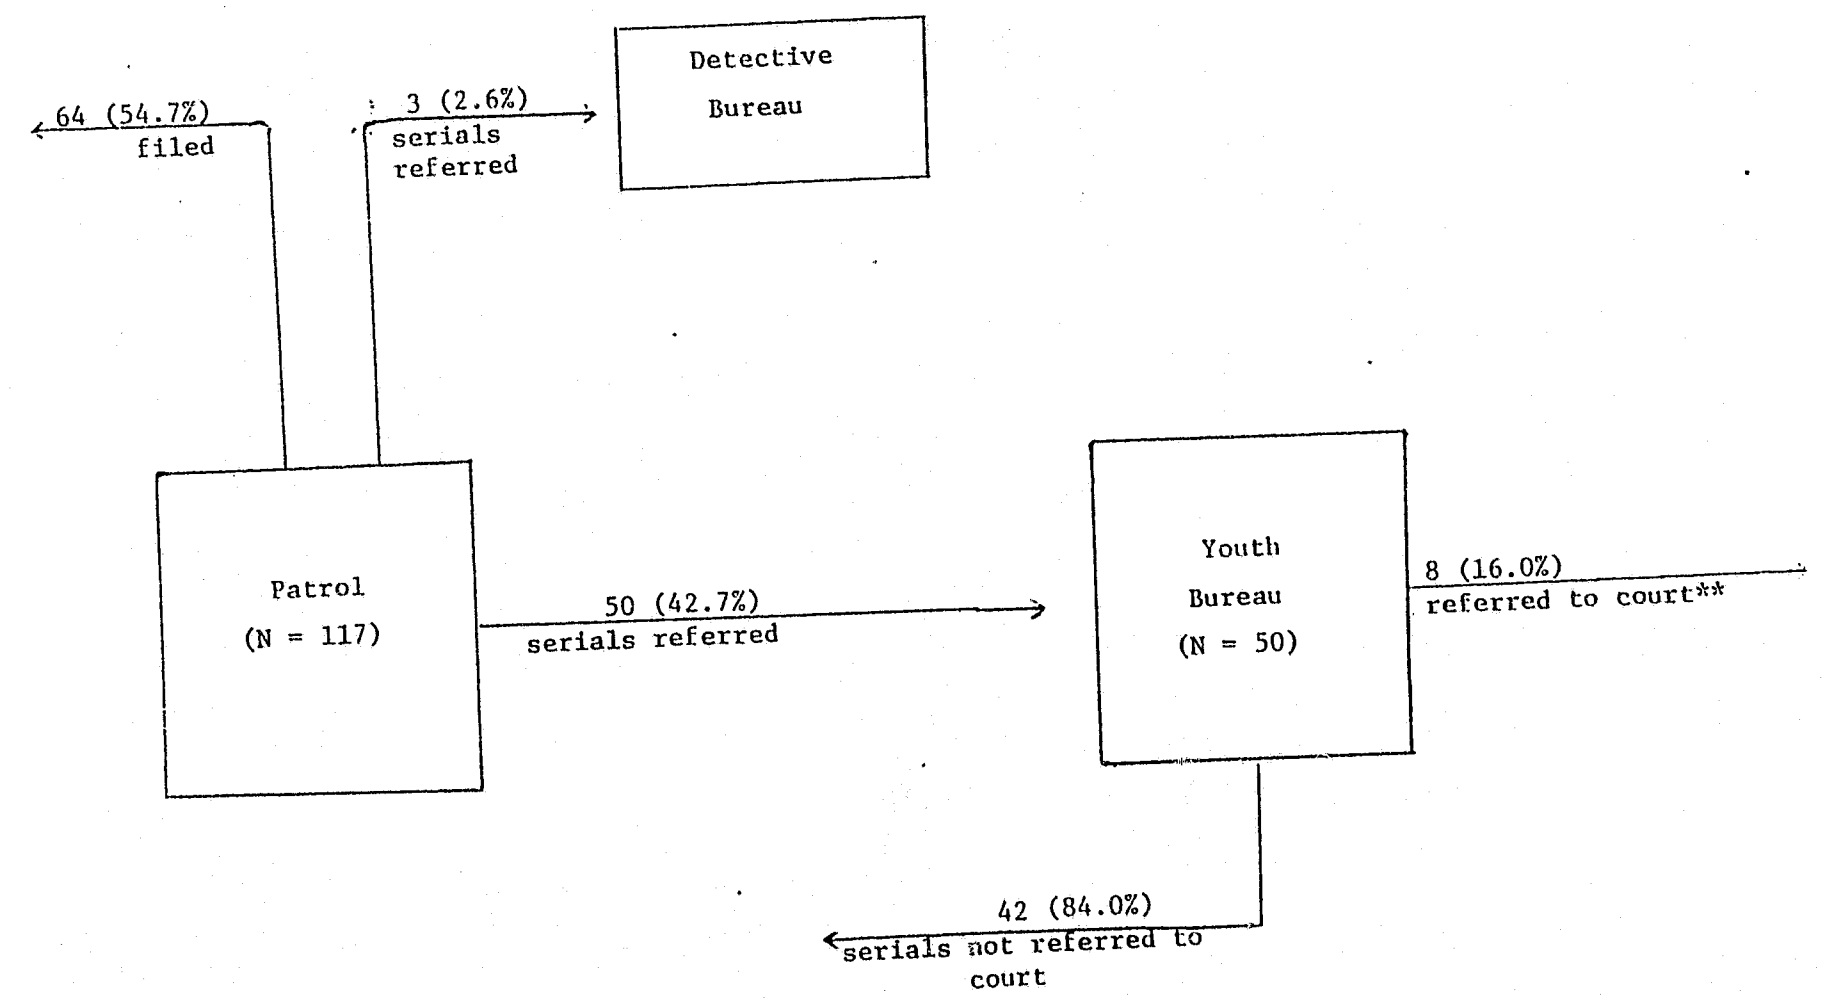 Detective
Bureau
64 (54.7%)
filed
3 (2.6%)
serials
referred
Patrol
(N = 117)
50 (42.7%)
serials referred
Youth
Bureau
(N = 50)
8 (16.0%)
referred to court**
42 (84.0%)
serials not referred to
court